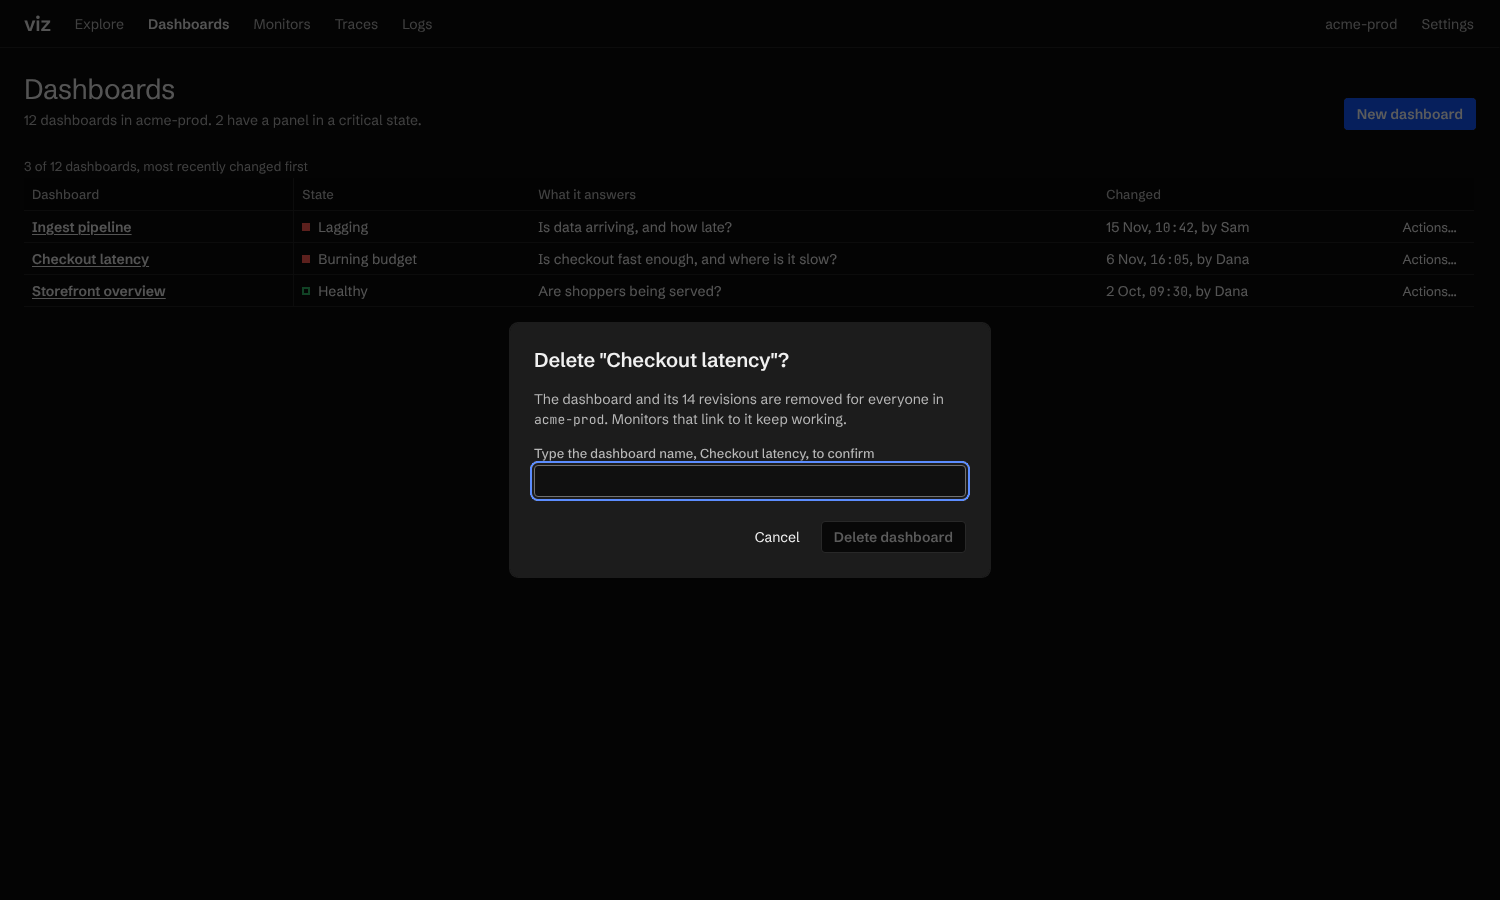 viz Explore Dashboards Monitors Traces Logs acme-prod Settings
Dashboards
12 dashboards in acme-prod. 2 have a panel in a critical state.
New dashboard
3 of 12 dashboards, most recently changed first
Dashboard State What it answers Changed
Ingest pipeline Lagging Is data arriving, and how late? 15 Nov, 10:42, by Sam Actions...
Checkout latency Burning budget Is checkout fast enough, and where is it slow? 6 Nov, 16:05, by Dana Actions...
Storefront overview Healthy Are shoppers being served? 2 Oct, 09:30, by Dana Actions...
Delete "Checkout latency"?
The dashboard and its 14 revisions are removed for everyone in
acme-prod. Monitors that link to it keep working.
Type the dashboard name, Checkout latency, to confirm
Cancel Delete dashboard